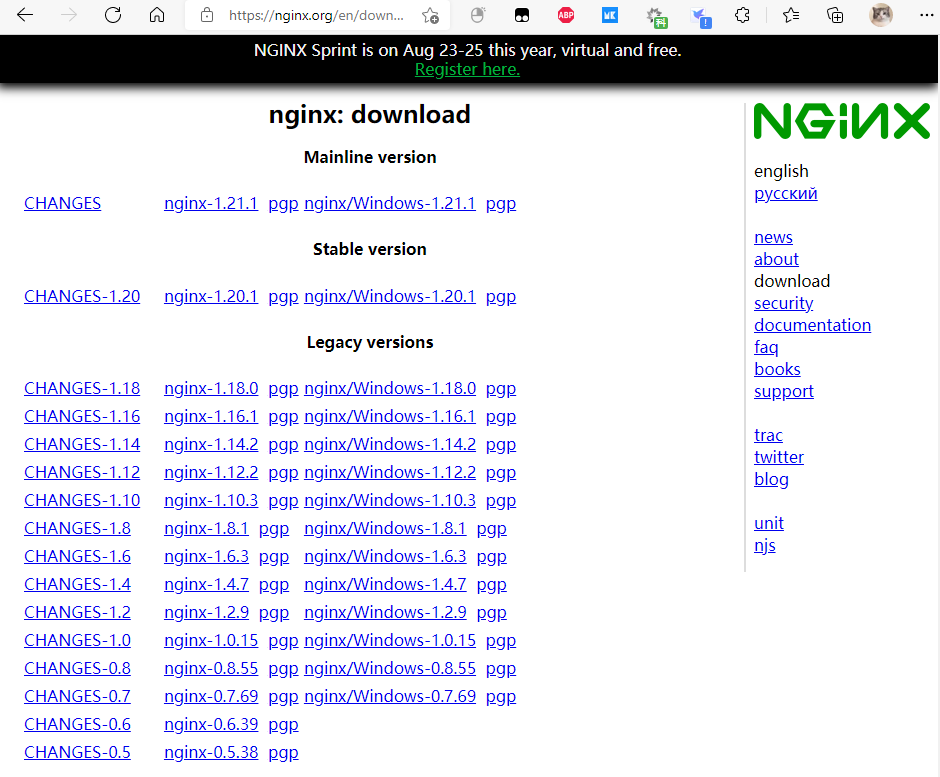 https://nginx.org/en/down...
ABP
NGINX Sprint is on Aug 23-25 this year, virtual and free.
Register here.
nginx: download
Mainline version
CHANGES nginx-1.21.1 pgp nginx/Windows-1.21.1 pgp
Stable version
CHANGES-1.20 nginx-1.20.1 pgp nginx/Windows-1.20.1 pgp
Legacy versions
CHANGES-1.18 nginx-1.18.0 pgp nginx/Windows-1.18.0 pgp
CHANGES-1.16 nginx-1.16.1 pgp nginx/Windows-1.16.1 pgp
CHANGES-1.14 nginx-1.14.2 pgp nginx/Windows-1.14.2 pgp
CHANGES-1.12 nginx-1.12.2 pgp nginx/Windows-1.12.2 pgp
CHANGES-1.10 nginx-1.10.3 pgp nginx/Windows-1.10.3 pgp
CHANGES-1.8 nginx-1.8.1 pgp nginx/Windows-1.8.1 pgp
CHANGES-1.6 nginx-1.6.3 pgp nginx/Windows-1.6.3 pgp
CHANGES-1.4 nginx-1.4.7 pgp nginx/Windows-1.4.7 pgp
CHANGES-1.2 nginx-1.2.9 pgp nginx/Windows-1.2.9 pgp
CHANGES-1.0 nginx-1.0.15 pgp nginx/Windows-1.0.15 pgp
CHANGES-0.8 nginx-0.8.55 pgp nginx/Windows-0.8.55 pgp
CHANGES-0.7 nginx-0.7.69 pgp nginx/Windows-0.7.69 pgp
CHANGES-0.6 nginx-0.6.39 pgp
CHANGES-0.5 nginx-0.5.38 pgp
NGINX
english
русский
news
about
download
security
documentation
faq
books
support
trac
twitter
blog
unit
njs